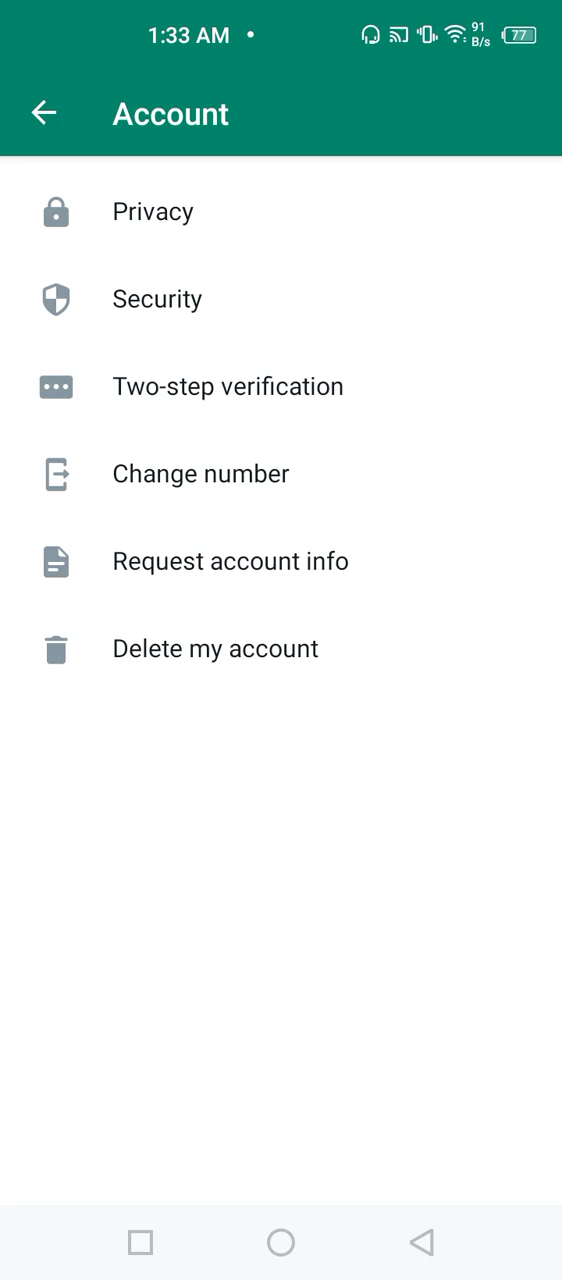 1:33 AM •
91
B/s
77
Account
Privacy
Security
Two-step verification
Change number
Request account info
Delete my account